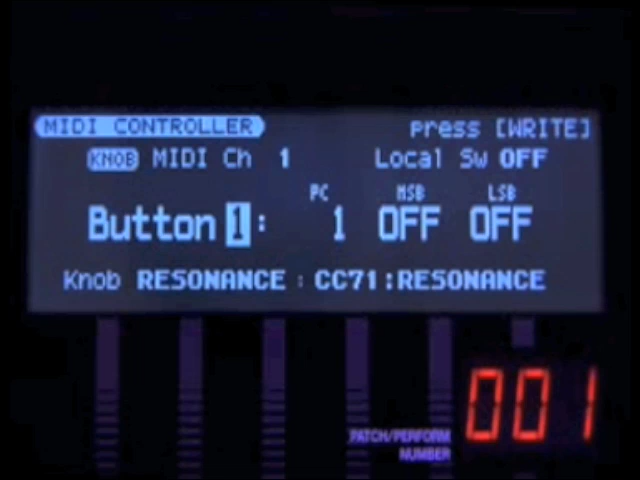 MIDI CONTROLLER press [WRITE]
KNOB MIDI Ch 1 Local Sw OFF
PC MSB LSB
Button 1: 1 OFF OFF
Knob RESONANCE : CC71:RESONANCE
001
PATCH/PERFORM
NUMBER